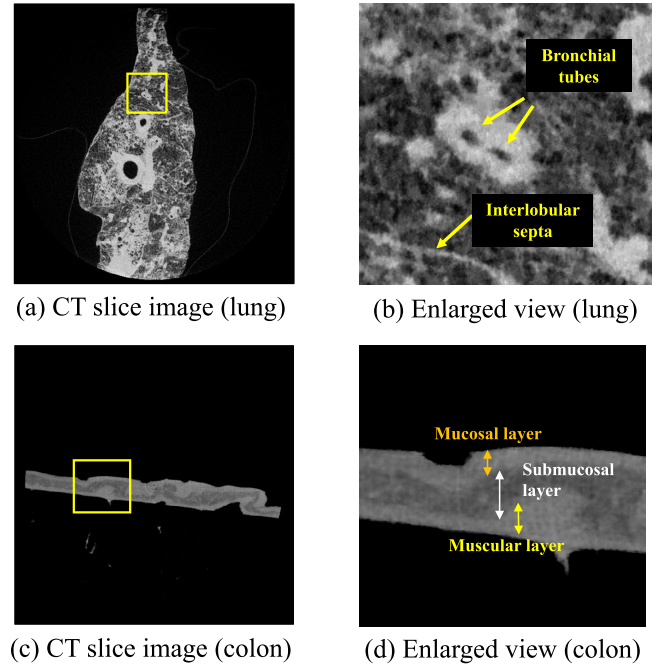 Bronchial
tubes
Interlobular
septa
(a) CT slice image (lung)
(b) Enlarged view (lung)
Mucosal layer
Submucosal
layer
Muscular layer
(c) CT slice image (colon)
(d) Enlarged view (colon)